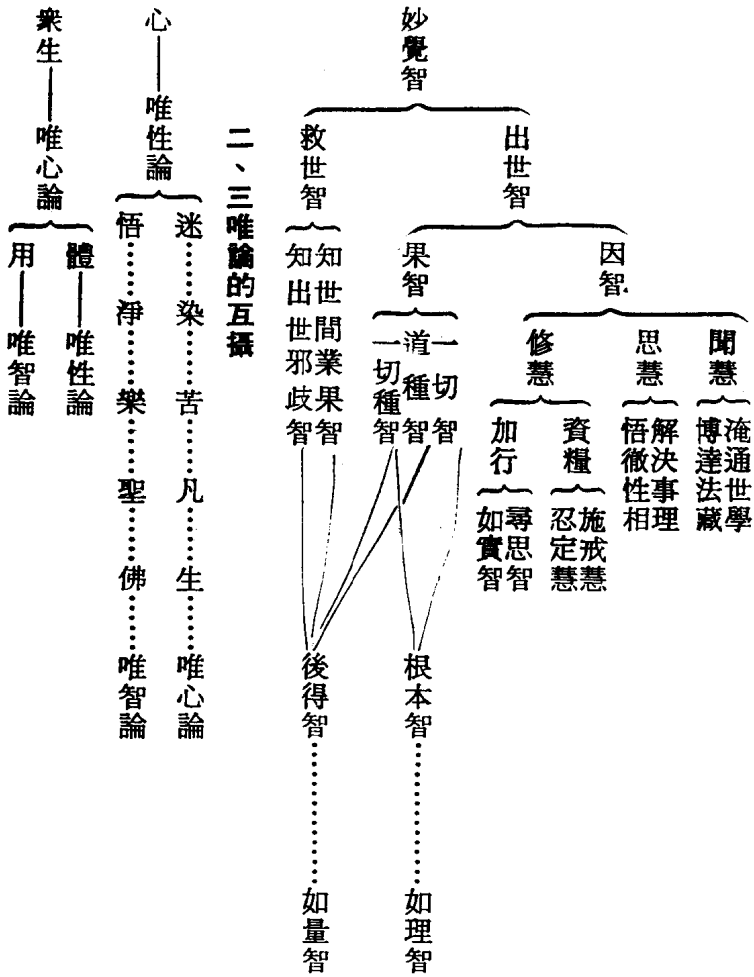 妙覺智
出世智
因智
聞慧
淹通世學
博達法藏
思慧
解決事理
悟徹性相
修慧
資糧
施戒慧
忍定慧
加行
尋思智
如實智
果智
一切智
道種智
一切種智
根本智………………如理智
救世智
知世間業果智
知出世邪歧智
後得智………………如量智
二、三唯論的互攝
心——唯性論
迷……染……苦……凡……生……唯心論
悟……淨……樂……聖……佛……唯智論
衆生——唯心論
體——唯性論
用——唯智論